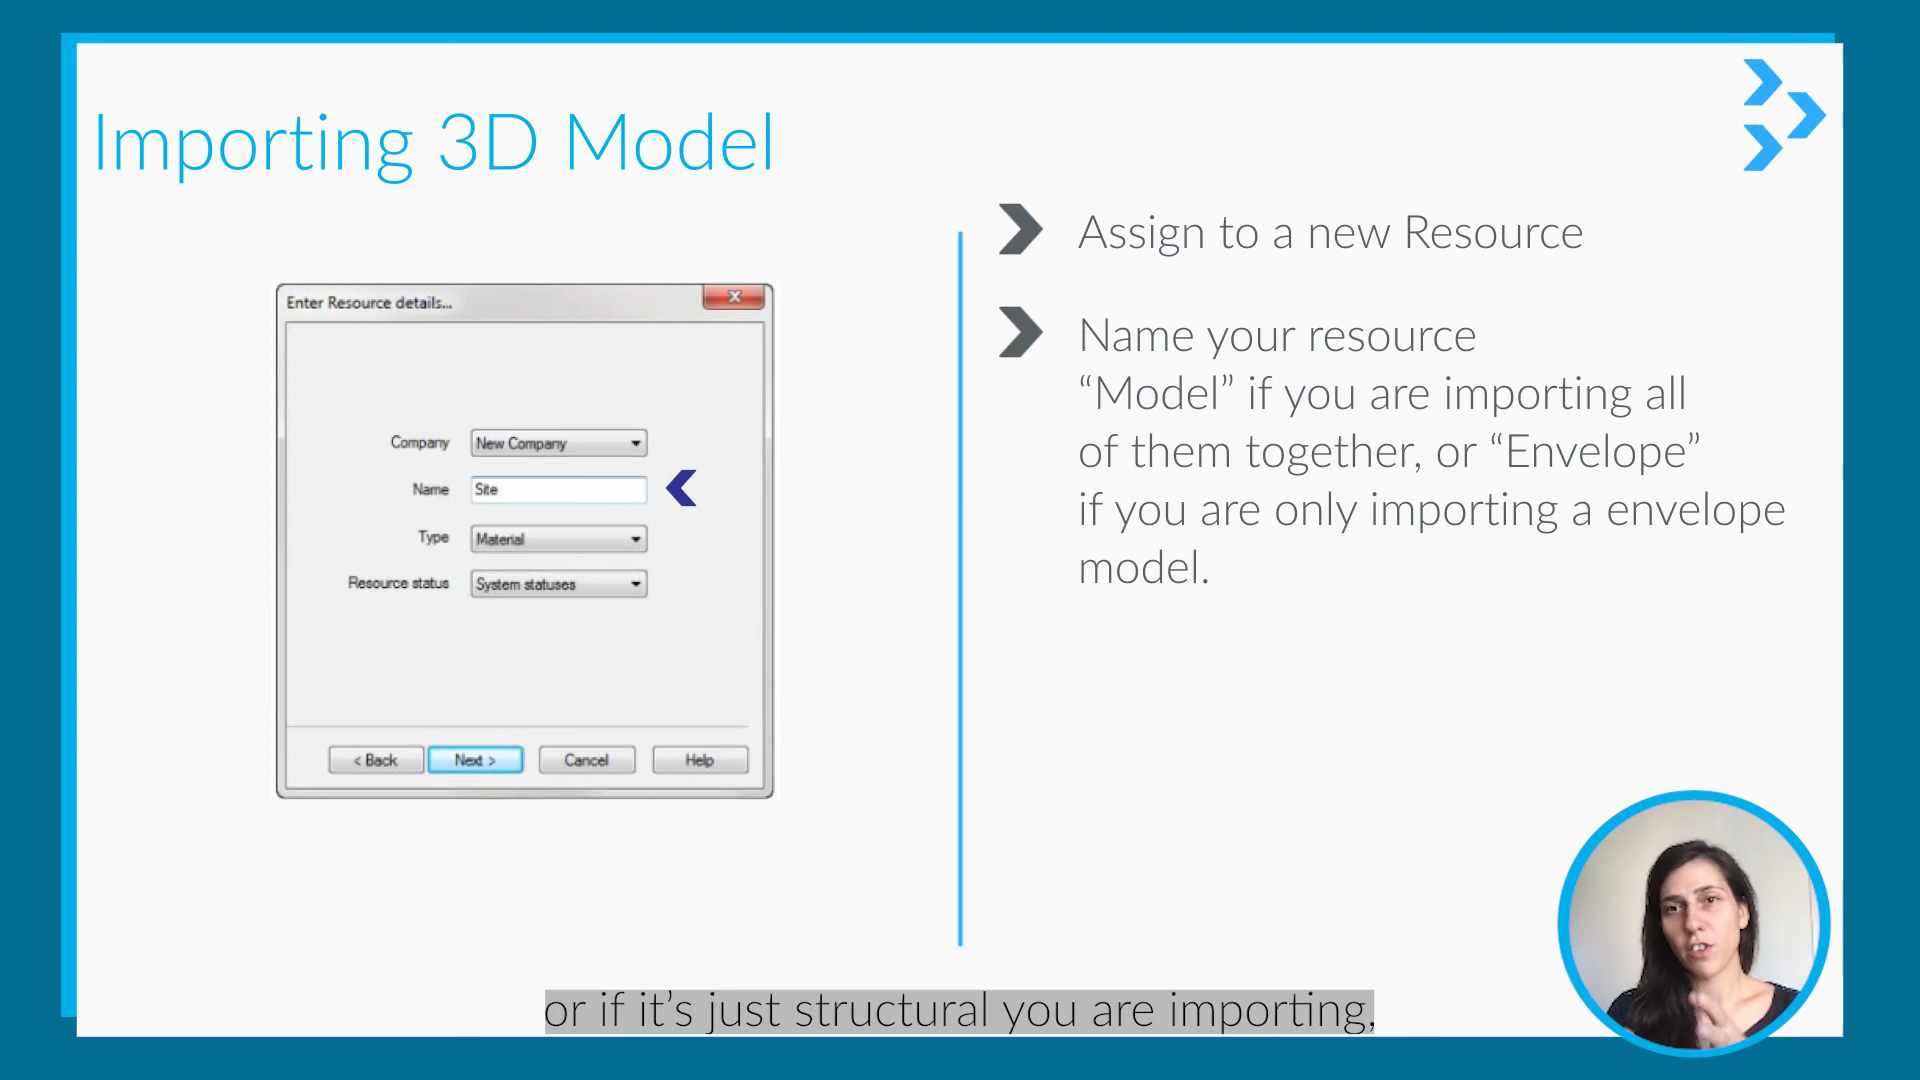 Importing 3D Model
Assign to a new Resource
Name your resource
“Model” if you are importing all
of them together, or “Envelope”
if you are only importing a envelope
model.
Enter Resource details...
Company New Company
Name Site
Type Material
Resource status System statuses
< Back Next > Cancel Help
or if it’s just structural you are importing,